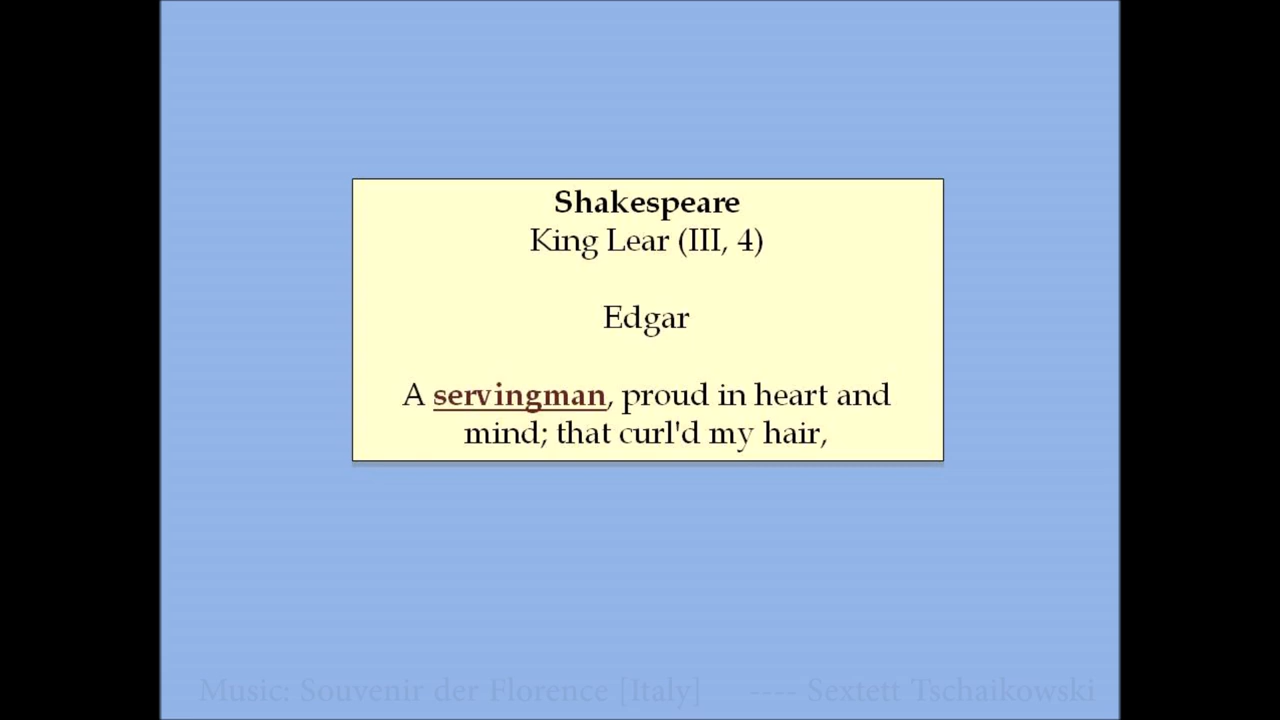 Shakespeare
King Lear (III, 4)
Edgar
A servingman, proud in heart and
mind; that curl'd my hair,
Music: Souvenir der Florence [Italy] ---- Sextett Tschaikowski